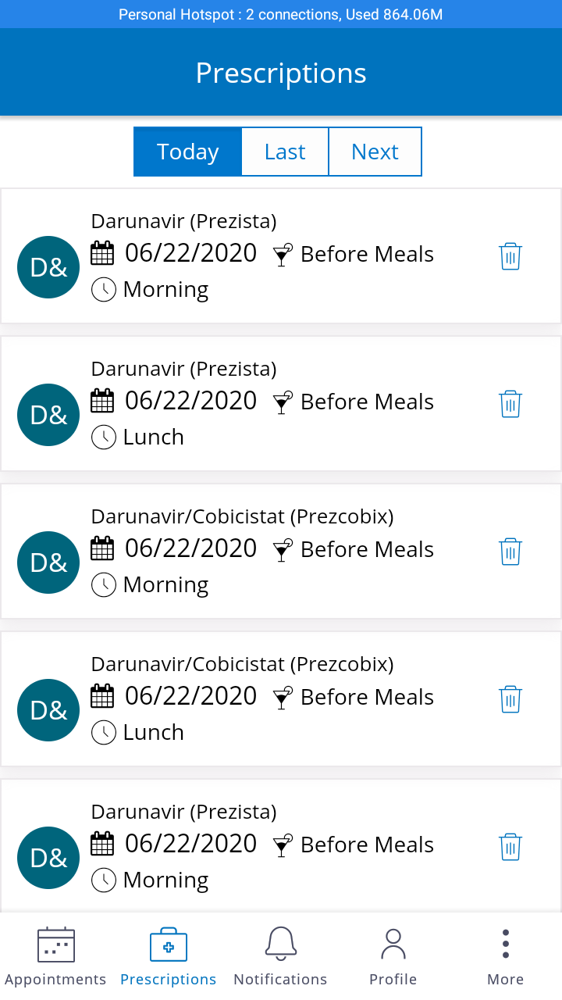 Personal Hotspot : 2 connections, Used 864.06M
Prescriptions
Today Last Next
Darunavir (Prezista)
D& 06/22/2020 Before Meals
Morning
Darunavir (Prezista)
D& 06/22/2020 Before Meals
Lunch
Darunavir/Cobicistat (Prezcobix)
D& 06/22/2020 Before Meals
Morning
Darunavir/Cobicistat (Prezcobix)
D& 06/22/2020 Before Meals
Lunch
Darunavir (Prezista)
D& 06/22/2020 Before Meals
Morning
Appointments Prescriptions Notifications Profile More